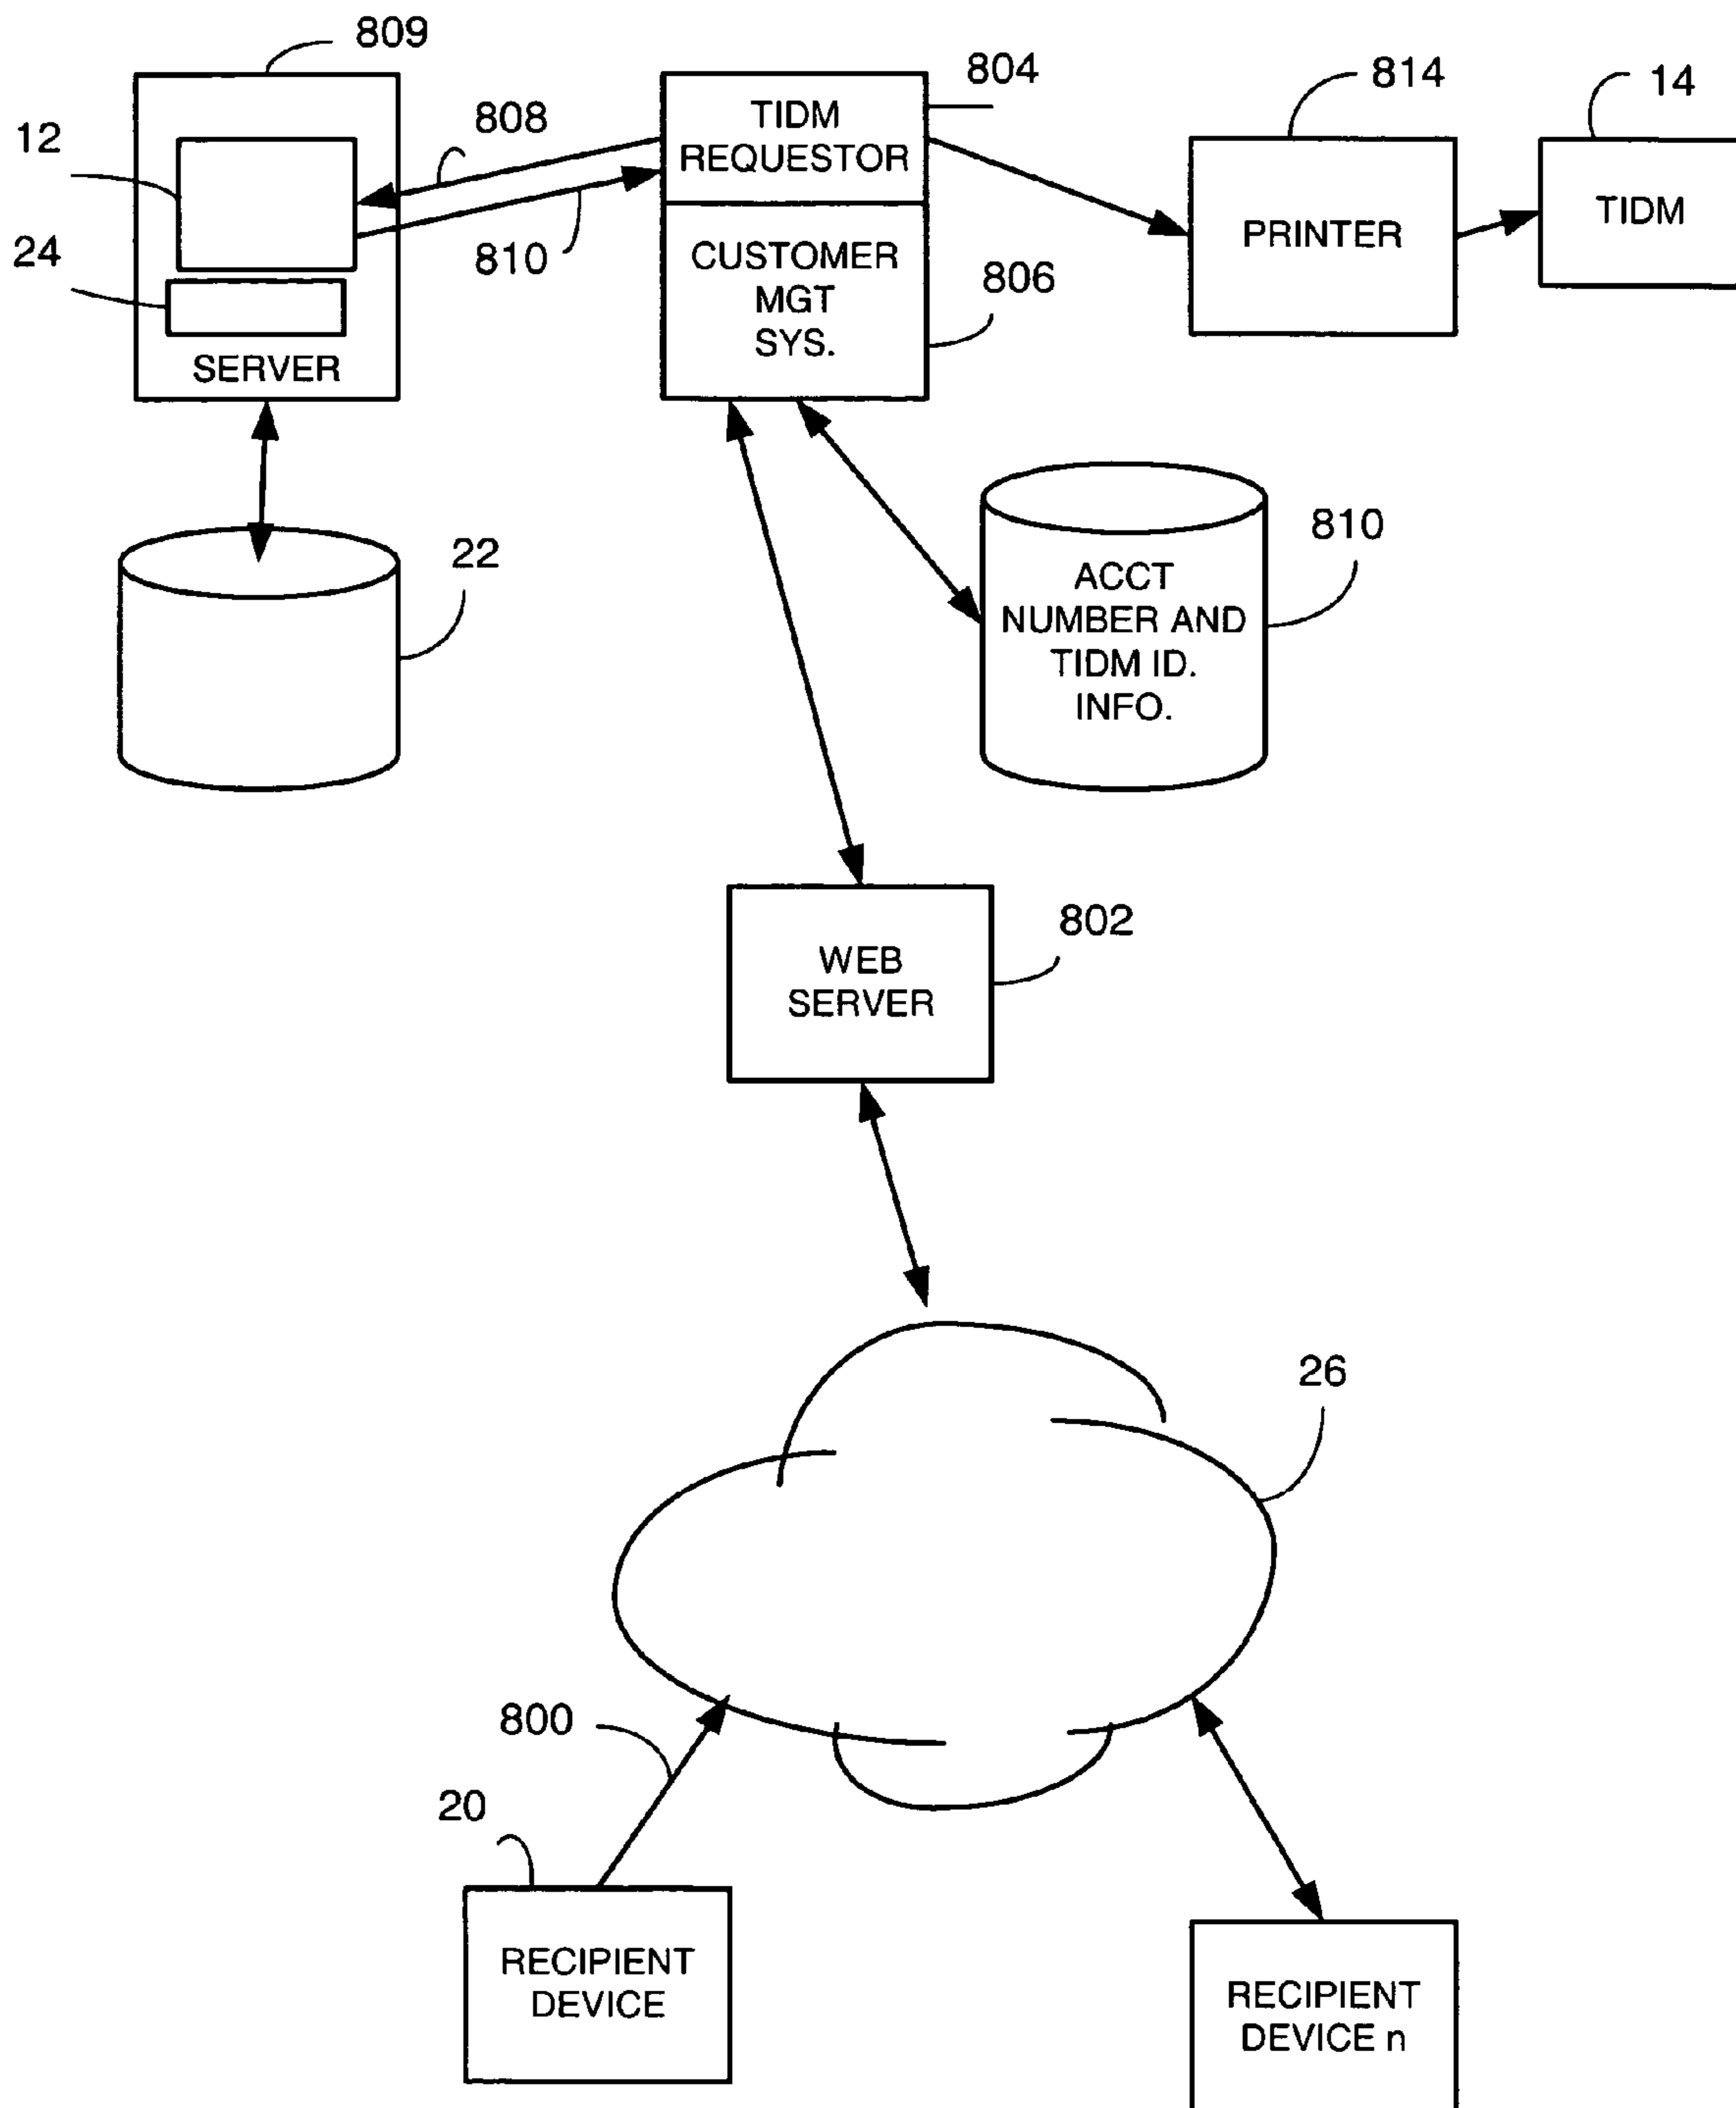 809
804
814
14
12
808
TIDM
REQUESTOR
TIDM
PRINTER
24
810
CUSTOMER
MGT
SYS.
806
SERVER
22
810
ACCT
NUMBER AND
TIDM ID.
INFO.
802
WEB
SERVER
26
800
20
RECIPIENT
DEVICE
RECIPIENT
DEVICE n